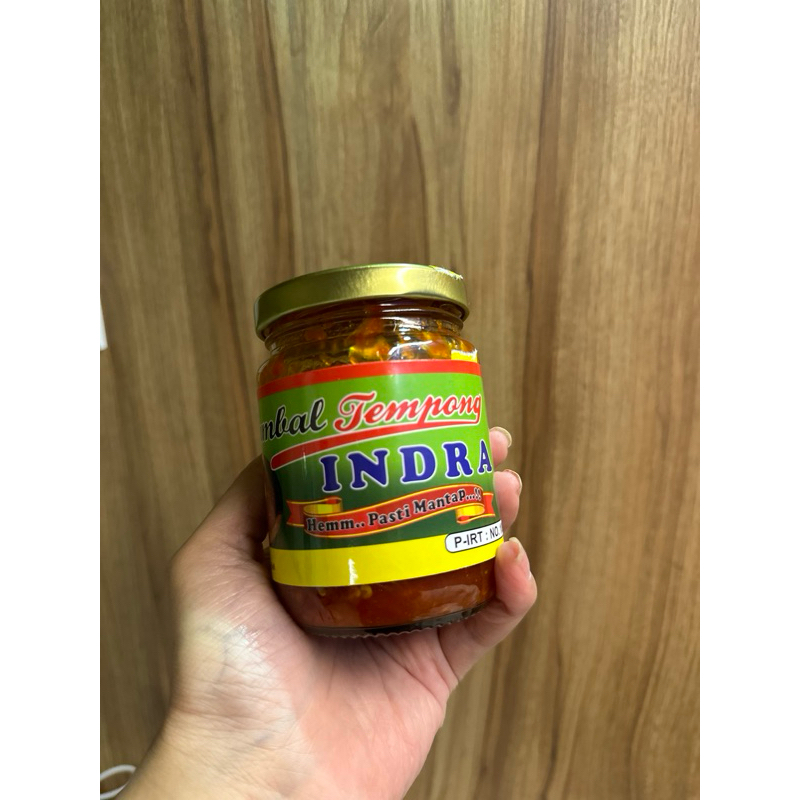 mbal Tempong
INDRA
Hemm.. Pasti Mantap...!!
P-IRT : NO.